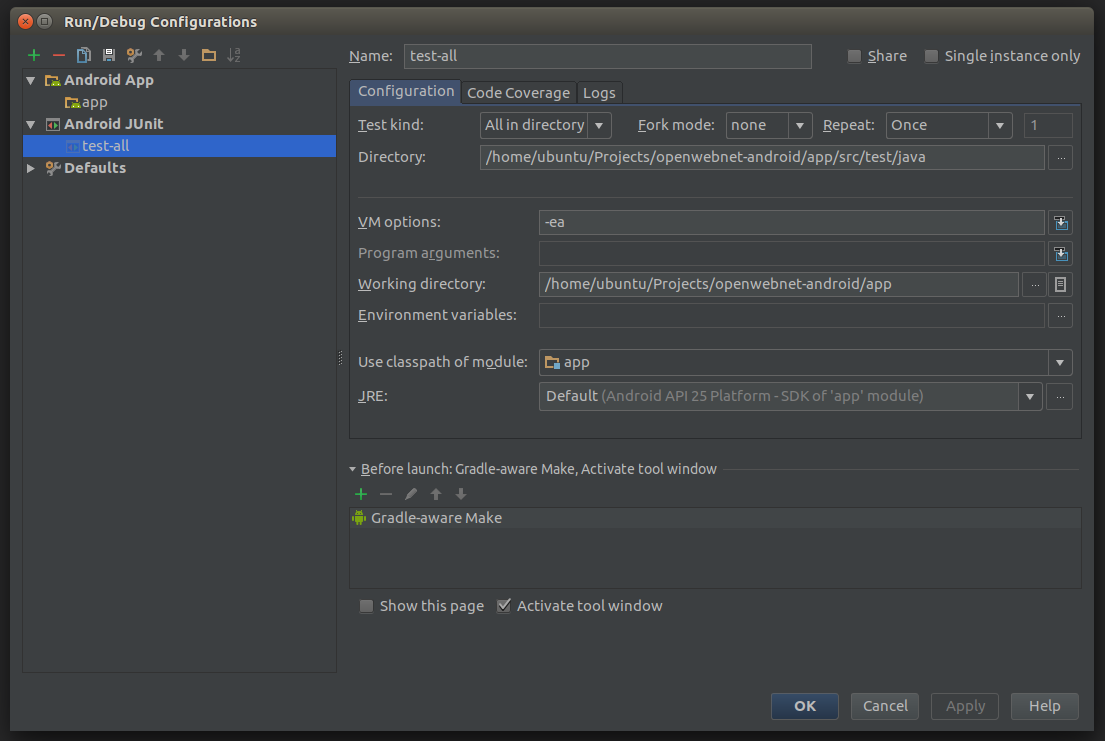 Run/Debug Configurations
Name: test-all Share Single instance only
Android App
app
Android JUnit
test-all
Defaults
Configuration Code Coverage Logs
Test kind: All in directory Fork mode: none Repeat: Once 1
Directory: /home/ubuntu/Projects/openwebnet-android/app/src/test/java ...
VM options: -ea
Program arguments:
Working directory: /home/ubuntu/Projects/openwebnet-android/app ...
Environment variables: ...
Use classpath of module: app
JRE: Default (Android API 25 Platform - SDK of 'app' module) ...
Before launch: Gradle-aware Make, Activate tool window
Gradle-aware Make
Show this page Activate tool window
OK Cancel Apply Help